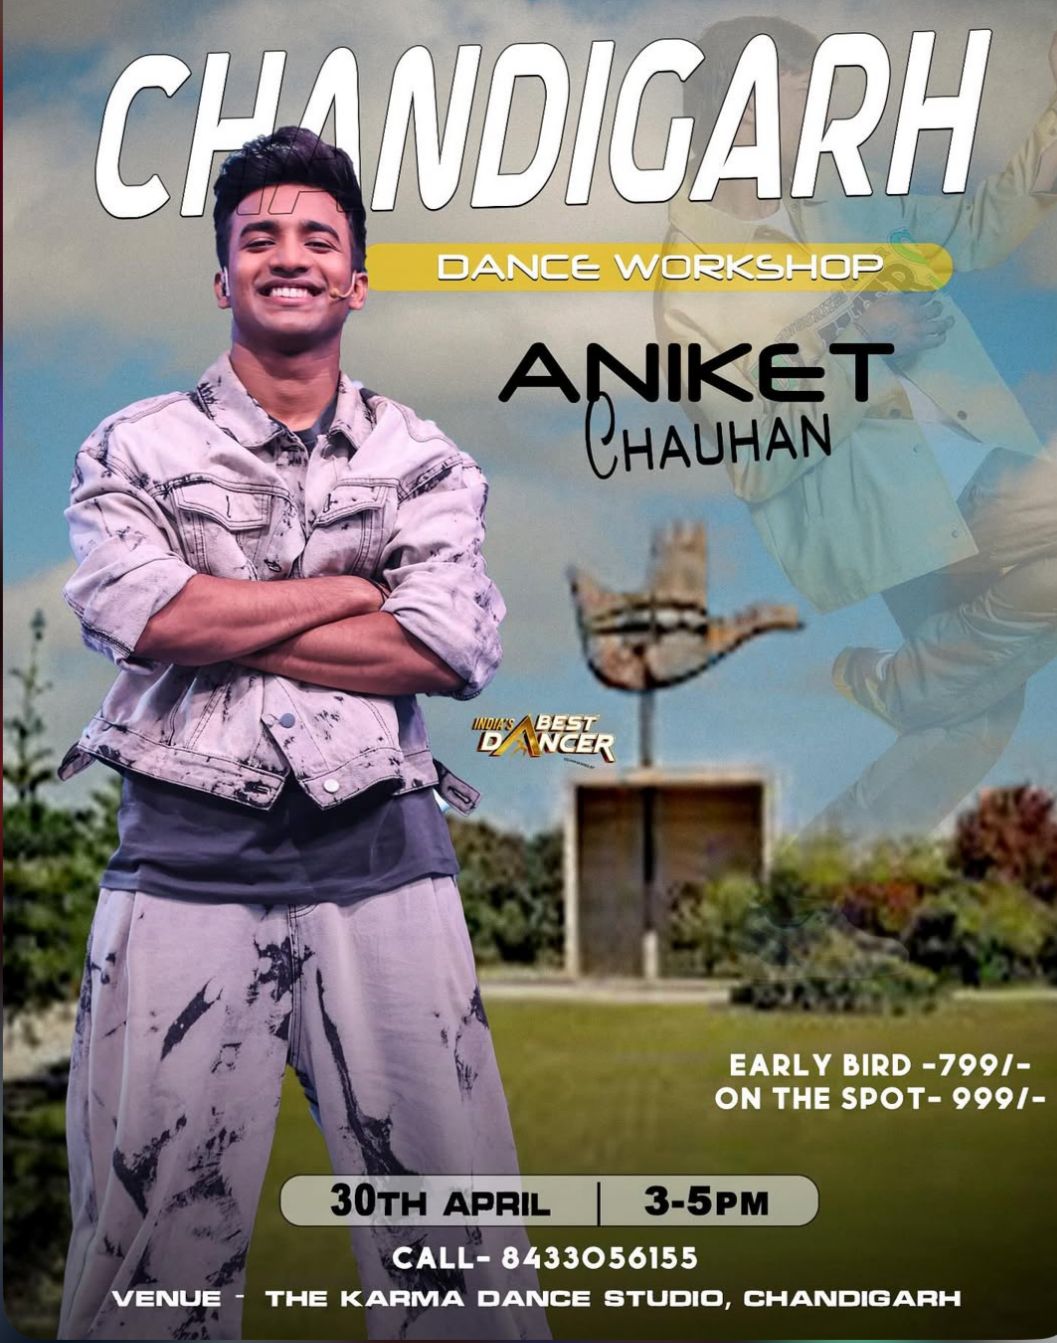 CHANDIGARH
DANCE WORKSHOP
ANIKET
CHAUHAN
INDIA'S BEST
DANCER
EARLY BIRD -799/-
ON THE SPOT- 999/-
30TH APRIL | 3-5PM
CALL- 8433056155
VENUE - THE KARMA DANCE STUDIO, CHANDIGARH